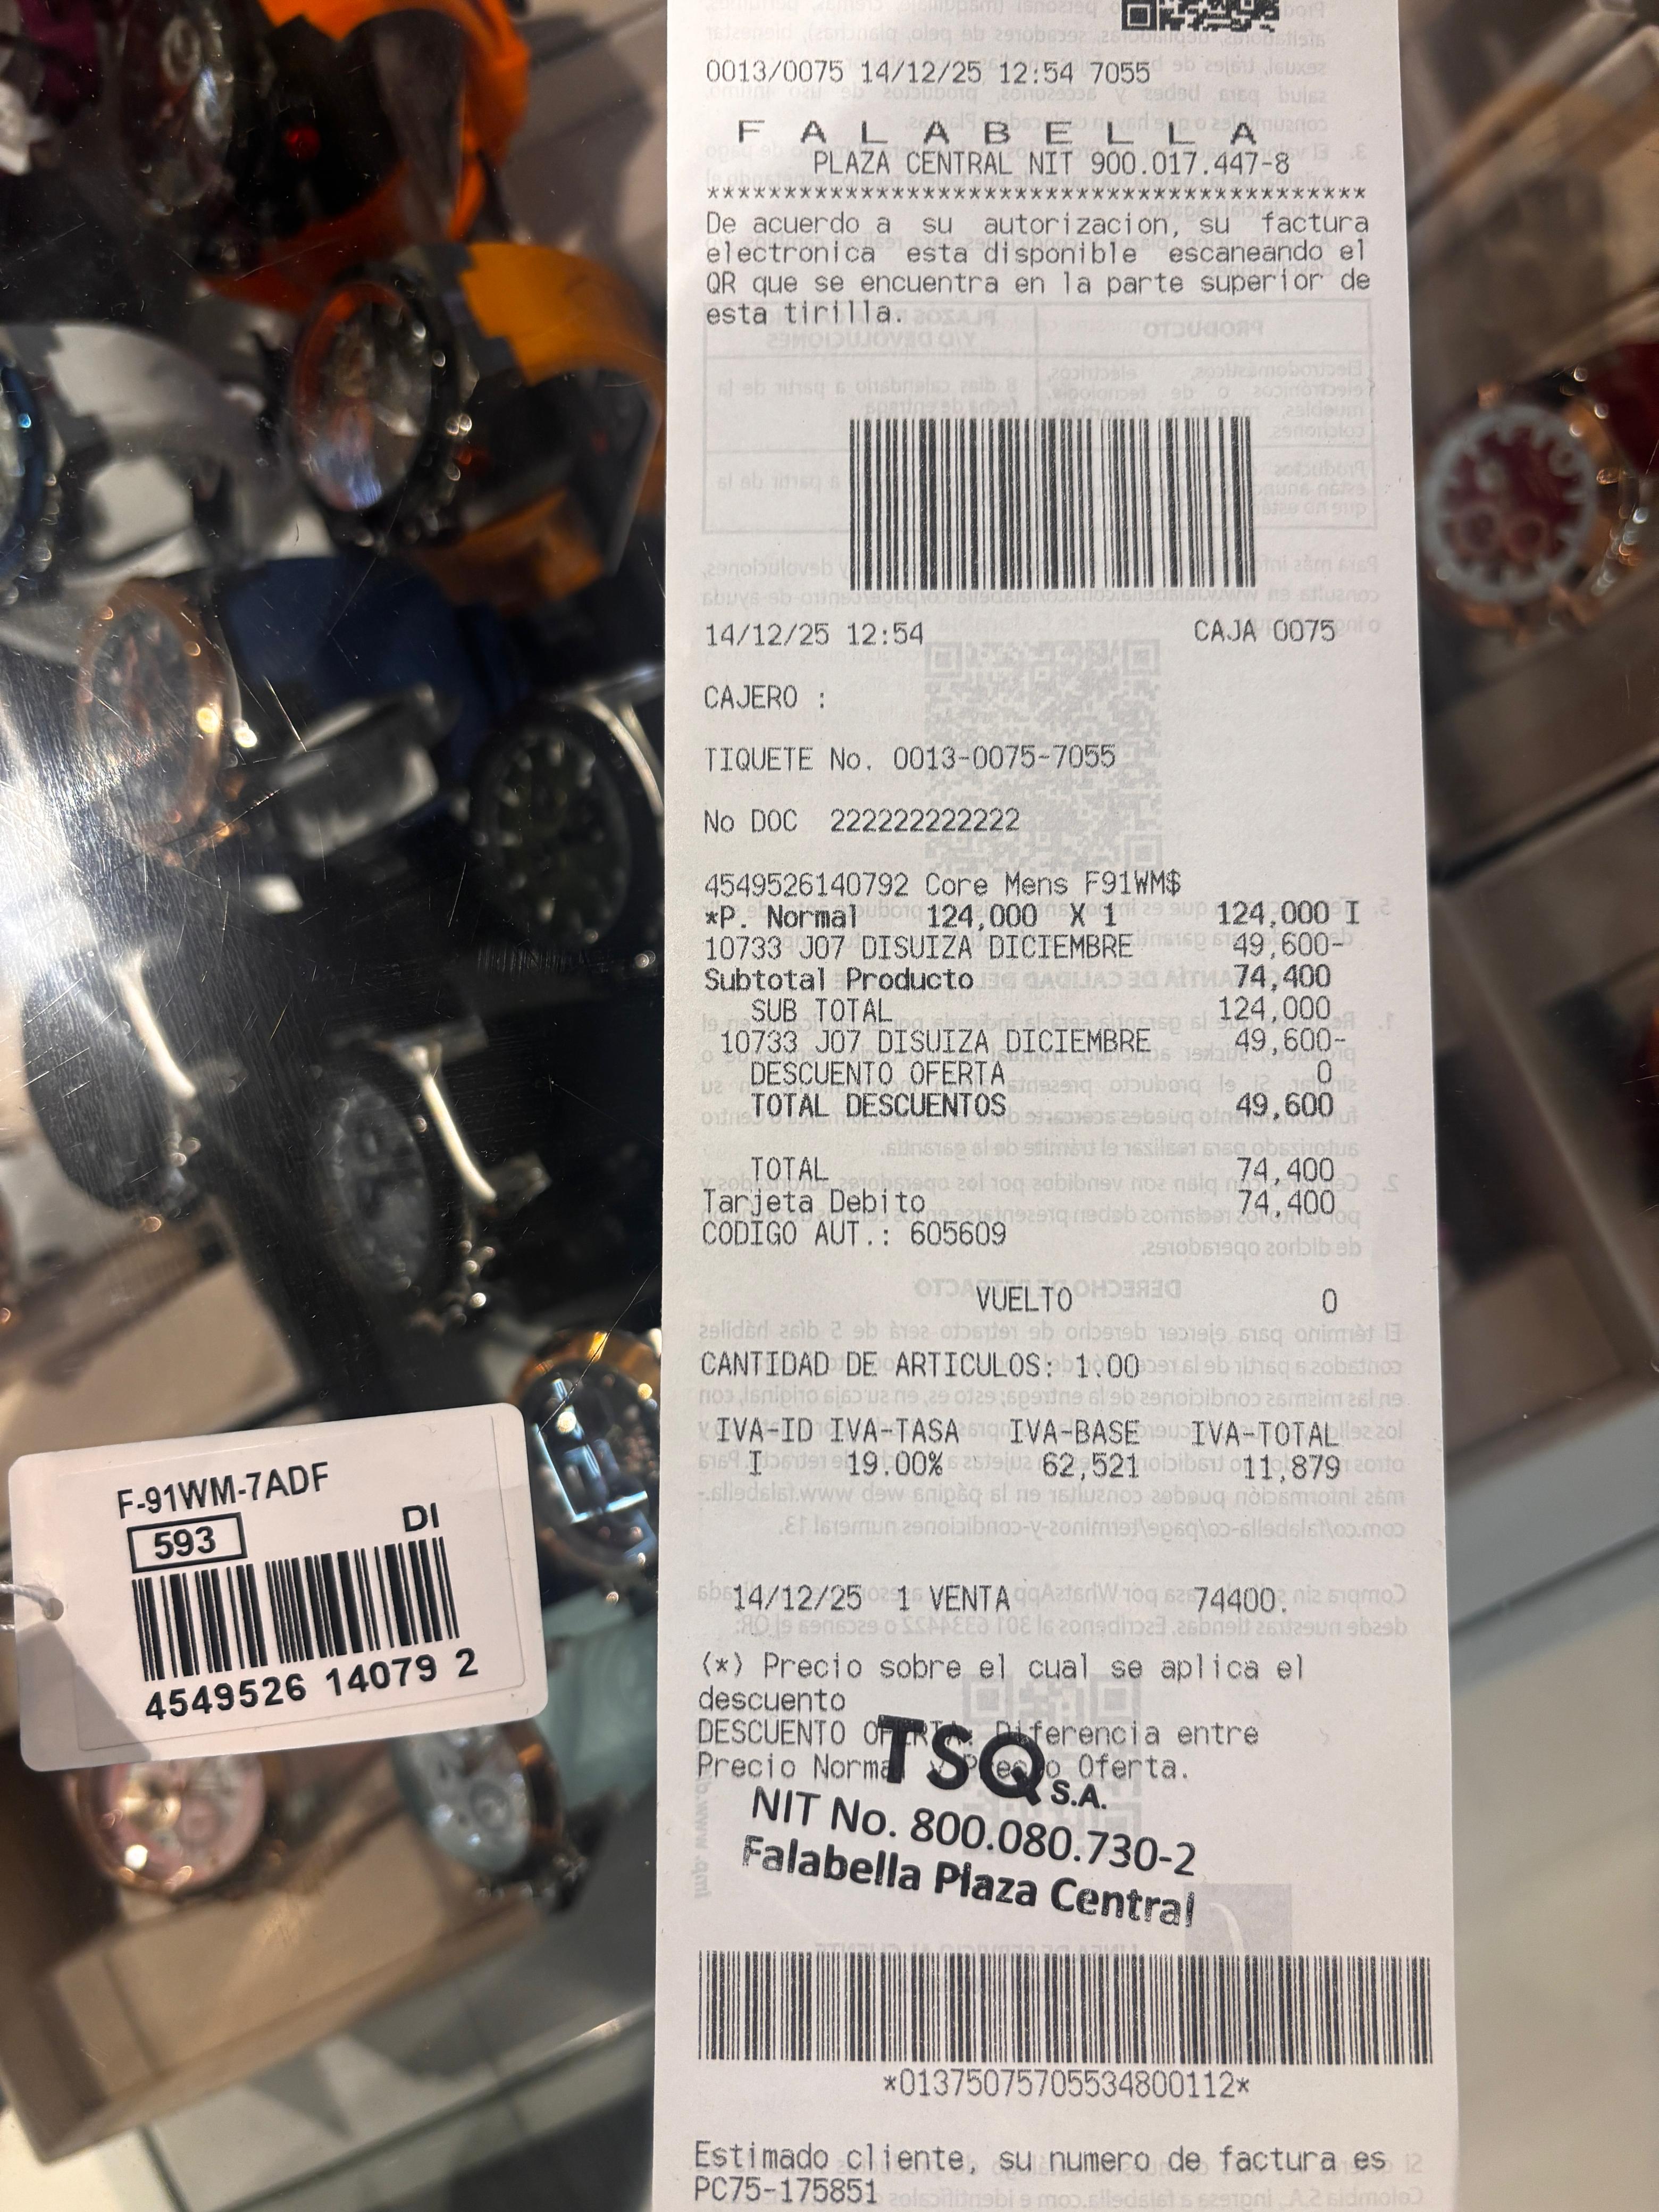 0013/0075 14/12/25 12:54 7055
F A L A B E L L A
PLAZA CENTRAL NIT 900.017.447-8
*******************************************
De acuerdo a su autorizacion, su factura
electronica esta disponible escaneando el
QR que se encuentra en la parte superior de
esta tirilla.
14/12/25 12:54 CAJA 0075
CAJERO :
TIQUETE No. 0013-0075-7055
No DOC 222222222222
4549526140792 Core Mens F91WM$
*P. Normal 124,000 X 1 124,000 I
10733 J07 DISUIZA DICIEMBRE 49,600-
Subtotal Producto 74,400
SUB TOTAL 124,000
10733 J07 DISUIZA DICIEMBRE 49,600-
DESCUENTO OFERTA 0
TOTAL DESCUENTOS 49,600
TOTAL 74,400
Tarjeta Debito 74,400
CODIGO AUT.: 605609
VUELTO 0
CANTIDAD DE ARTICULOS: 1.00
IVA-ID IVA-TASA IVA-BASE IVA-TOTAL
I 19.00% 62,521 11,879
14/12/25 1 VENTA 74400.
(*) Precio sobre el cual se aplica el
descuento
DESCUENTO OFERTA: Diferencia entre
Precio Normal y Precio Oferta.
TSQ S.A.
NIT No. 800.080.730-2
Falabella Plaza Central
*01375075705534800112*
Estimado cliente, su numero de factura es
PC75-175851
F-91WM-7ADF
593 DI
4549526 14079 2